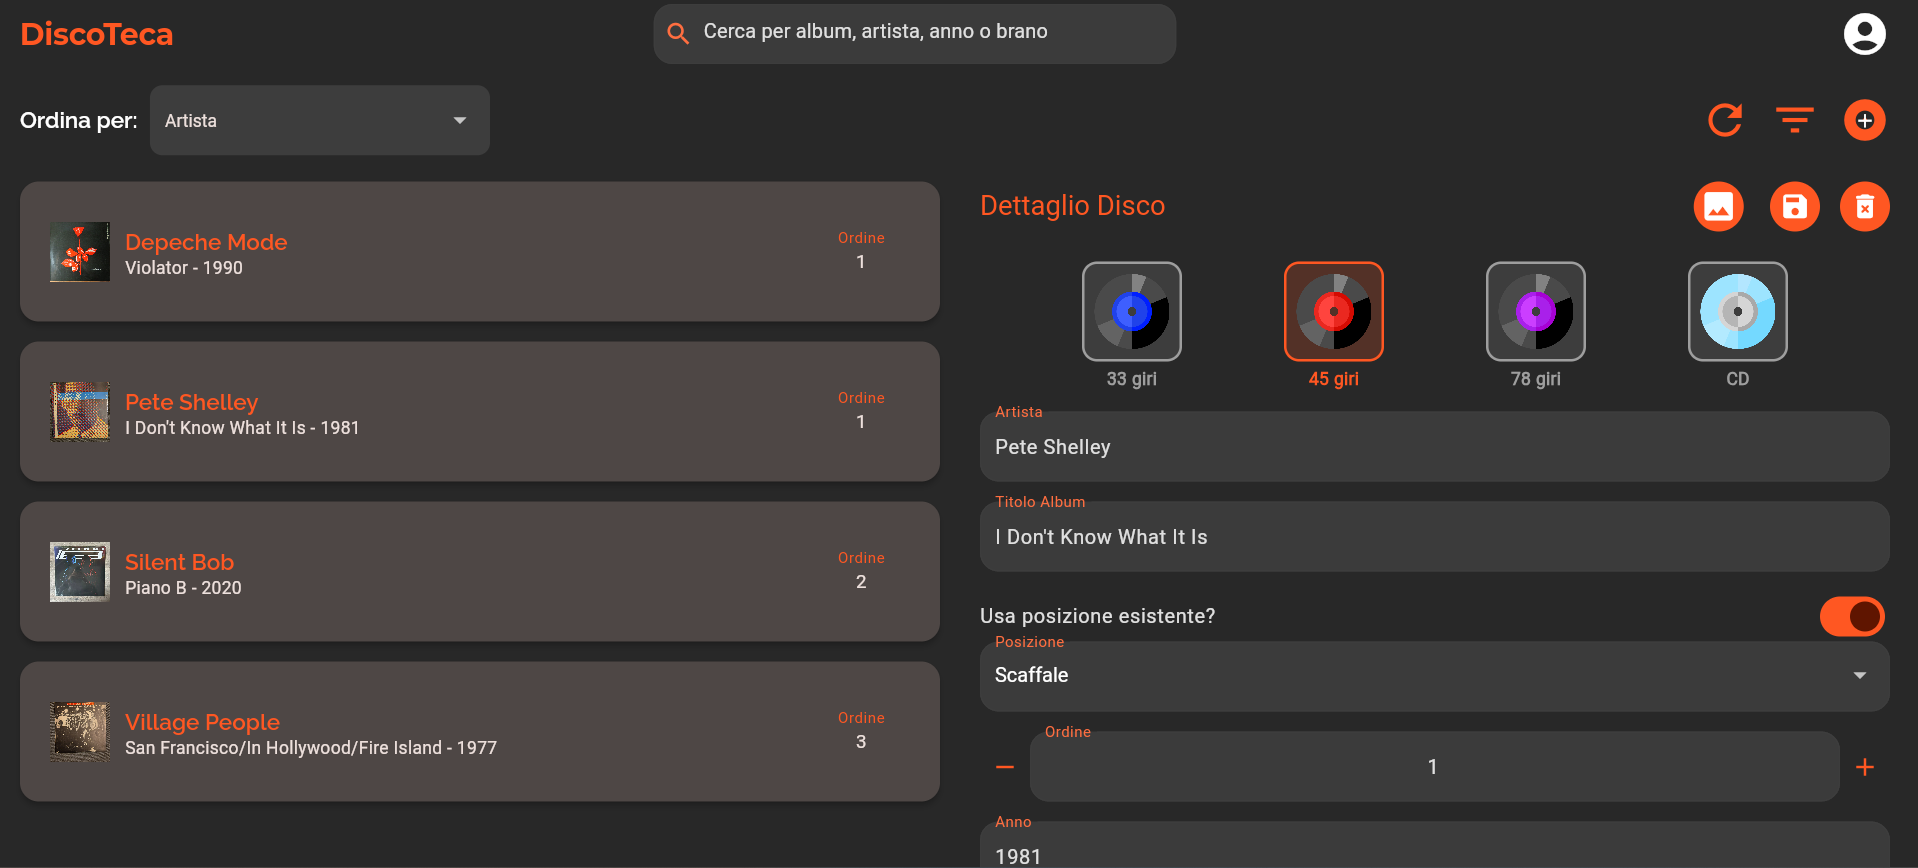 DiscoTeca
Cerca per album, artista, anno o brano
Ordina per:
Artista
Depeche Mode
Violator - 1990
Ordine
1
Pete Shelley
I Don't Know What It Is - 1981
Ordine
1
Silent Bob
Piano B - 2020
Ordine
2
Village People
San Francisco/In Hollywood/Fire Island - 1977
Ordine
3
Dettaglio Disco
33 giri
45 giri
78 giri
CD
Artista
Pete Shelley
Titolo Album
I Don't Know What It Is
Usa posizione esistente?
Posizione
Scaffale
Ordine
1
Anno
1981